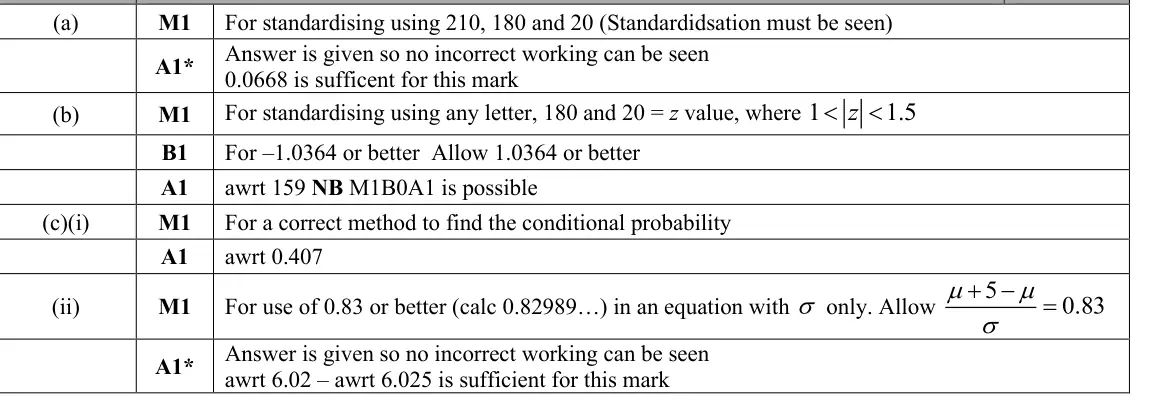 (a) M1 For standardising using 210, 180 and 20 (Standardidsation must be seen)
A1* Answer is given so no incorrect working can be seen
0.0668 is sufficent for this mark
(b) M1 For standardising using any letter, 180 and 20 = z value, where 1 < |z| < 1.5
B1 For –1.0364 or better Allow 1.0364 or better
A1 awrt 159 NB M1B0A1 is possible
(c)(i) M1 For a correct method to find the conditional probability
A1 awrt 0.407
(ii) M1 For use of 0.83 or better (calc 0.82989…) in an equation with σ only. Allow (μ + 5 − μ)/σ = 0.83
A1* Answer is given so no incorrect working can be seen
awrt 6.02 – awrt 6.025 is sufficient for this mark